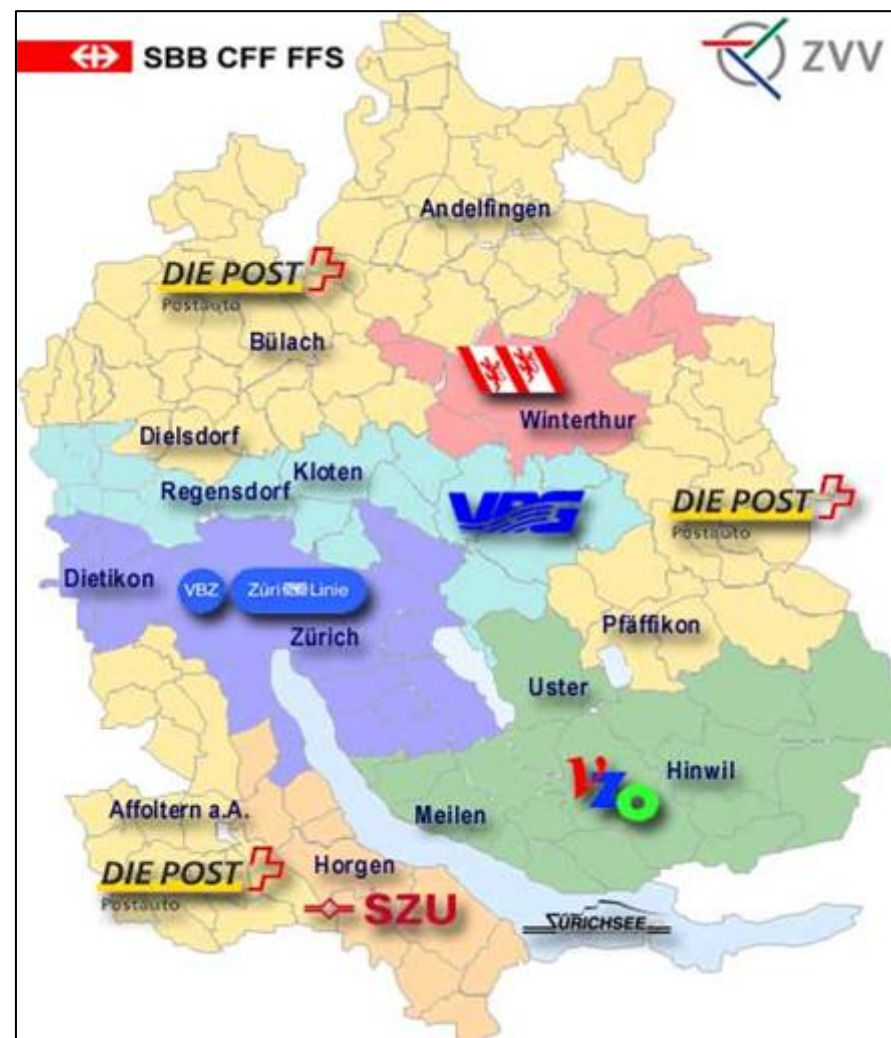 SBB CFF FFS
ZVV
Andelfingen
DIE POST
Postauto
Bülach
Winterthur
Dielsdorf
Kloten
Regensdorf
VBG
DIE POST
Postauto
Dietikon
VBZ Züri Linie
Zürich
Pfäffikon
Uster
Hinwil
VZO
Affoltern a.A.
Meilen
Horgen
DIE POST
Postauto
SZU
ZÜRICHSEE